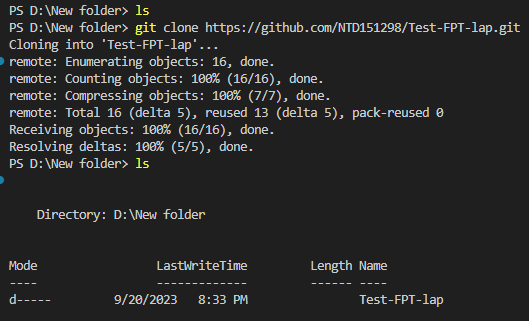 PS D:\New folder> ls
PS D:\New folder> git clone https://github.com/NTD151298/Test-FPT-lap.git
Cloning into 'Test-FPT-lap'...
remote: Enumerating objects: 16, done.
remote: Counting objects: 100% (16/16), done.
remote: Compressing objects: 100% (7/7), done.
remote: Total 16 (delta 5), reused 13 (delta 5), pack-reused 0
Receiving objects: 100% (16/16), done.
Resolving deltas: 100% (5/5), done.
PS D:\New folder> ls
Directory: D:\New folder
Mode                 LastWriteTime         Length Name
----                 -------------         ------ ----
d-----         9/20/2023   8:33 PM                Test-FPT-lap